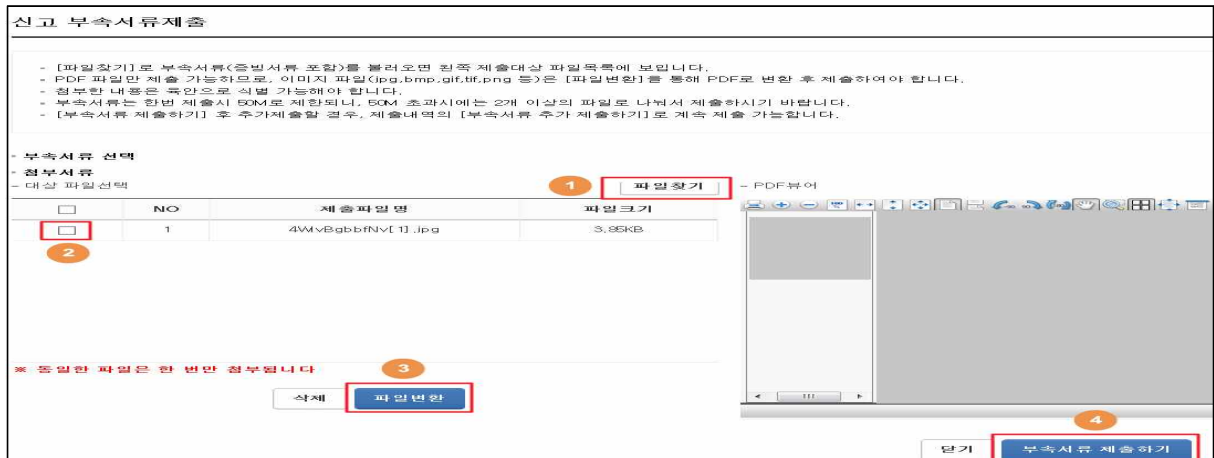 신고 부속서류제출
- [파일찾기]로 부속서류(증빙서류 포함)를 불러오면 왼쪽 제출대상 파일목록에 보입니다.
- PDF 파일만 제출 가능하므로, 이미지 파일(jpg,bmp,gif,tif,png 등)은 [파일변환]을 통해 PDF로 변환 후 제출하여야 합니다.
- 첨부한 내용은 육안으로 식별 가능해야 합니다.
- 부속서류는 한번 제출시 50M로 제한되니, 50M 초과시에는 2개 이상의 파일로 나눠서 제출하시기 바랍니다.
- [부속서류 제출하기] 후 추가제출할 경우, 제출내역의 [부속서류 추가 제출하기]로 계속 제출 가능합니다.
- 부속서류 선택
- 첨부서류
- 대상 파일선택
1
파일찾기
- PDF뷰어
NO 제출파일명 파일크기
1 4WvBgbbfNv[1].jpg 3,85KB
2
※ 동일한 파일은 한 번만 첨부됩니다
3
삭제 파일변환
4
닫기 부속서류 제출하기